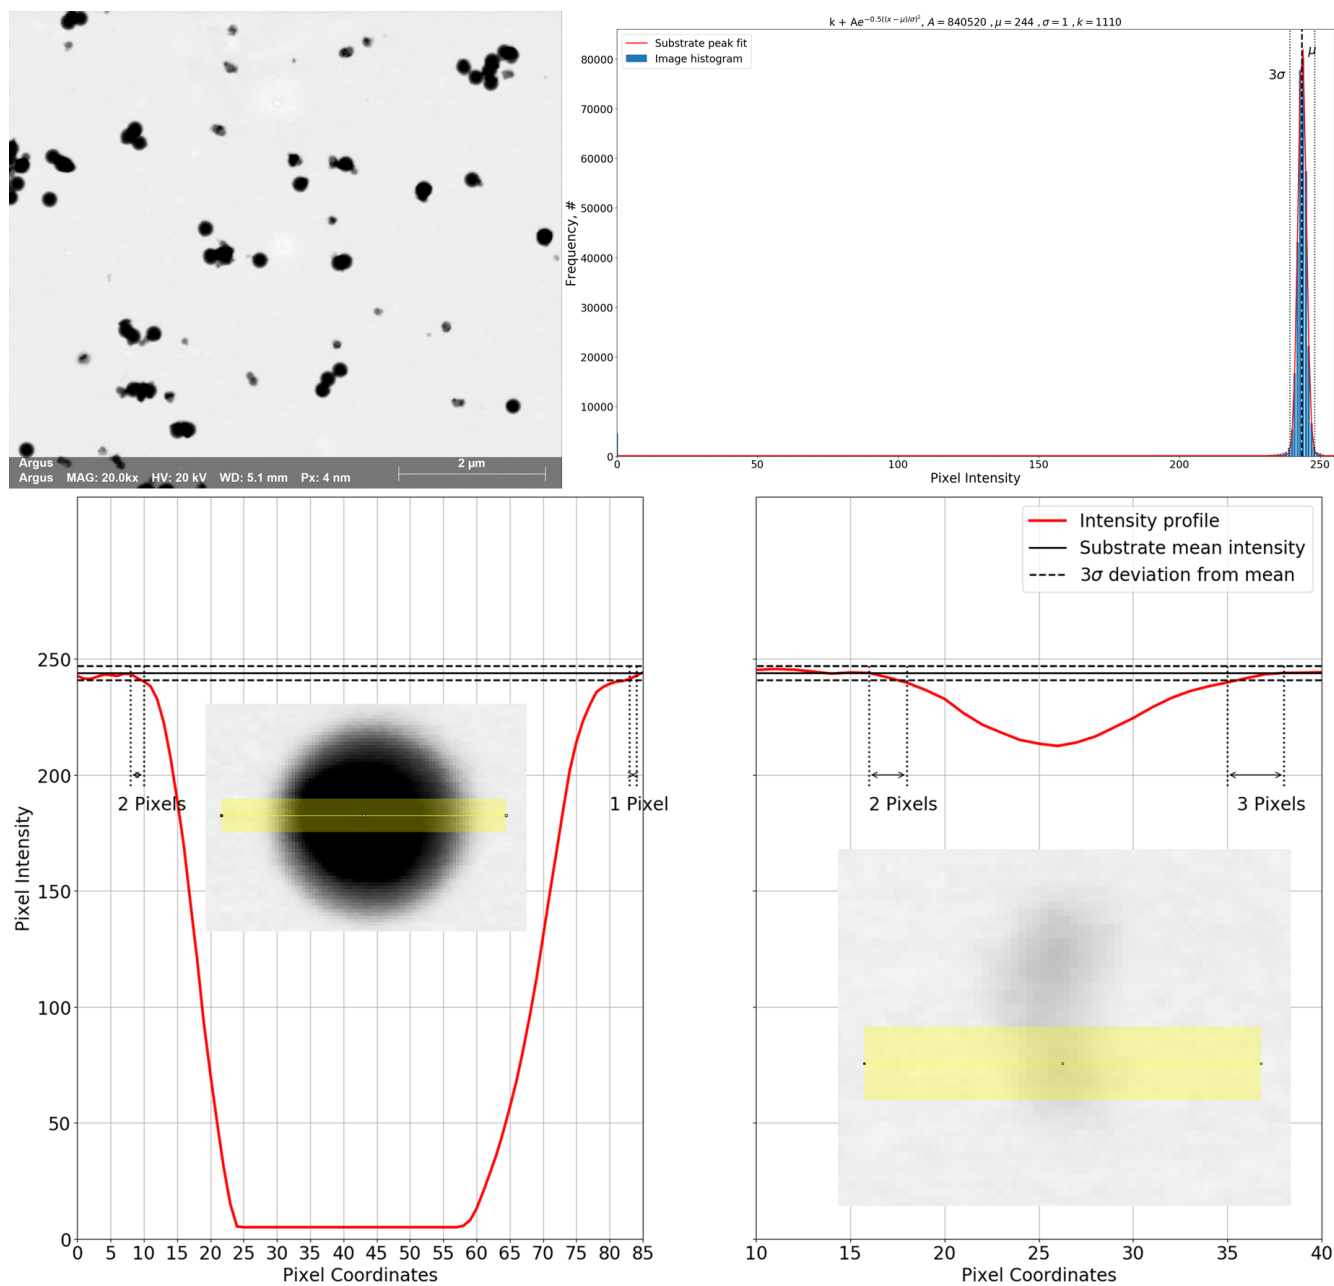 Argus
Argus MAG: 20.0kx HV: 20 kV WD: 5.1 mm Px: 4 nm
2 µm
k + Ae^{-0.5((x-μ)/σ)^2}, A = 840520 , μ = 244 , σ = 1 , k = 1110
Substrate peak fit
Image histogram
μ
3σ
80000
70000
60000
50000
40000
30000
20000
10000
0
Frequency, #
0 50 100 150 200 250
Pixel Intensity
250
200
150
100
50
0
Pixel Intensity
2 Pixels
1 Pixel
0 5 10 15 20 25 30 35 40 45 50 55 60 65 70 75 80 85
Pixel Coordinates
Intensity profile
Substrate mean intensity
3σ deviation from mean
2 Pixels
3 Pixels
10 15 20 25 30 35 40
Pixel Coordinates